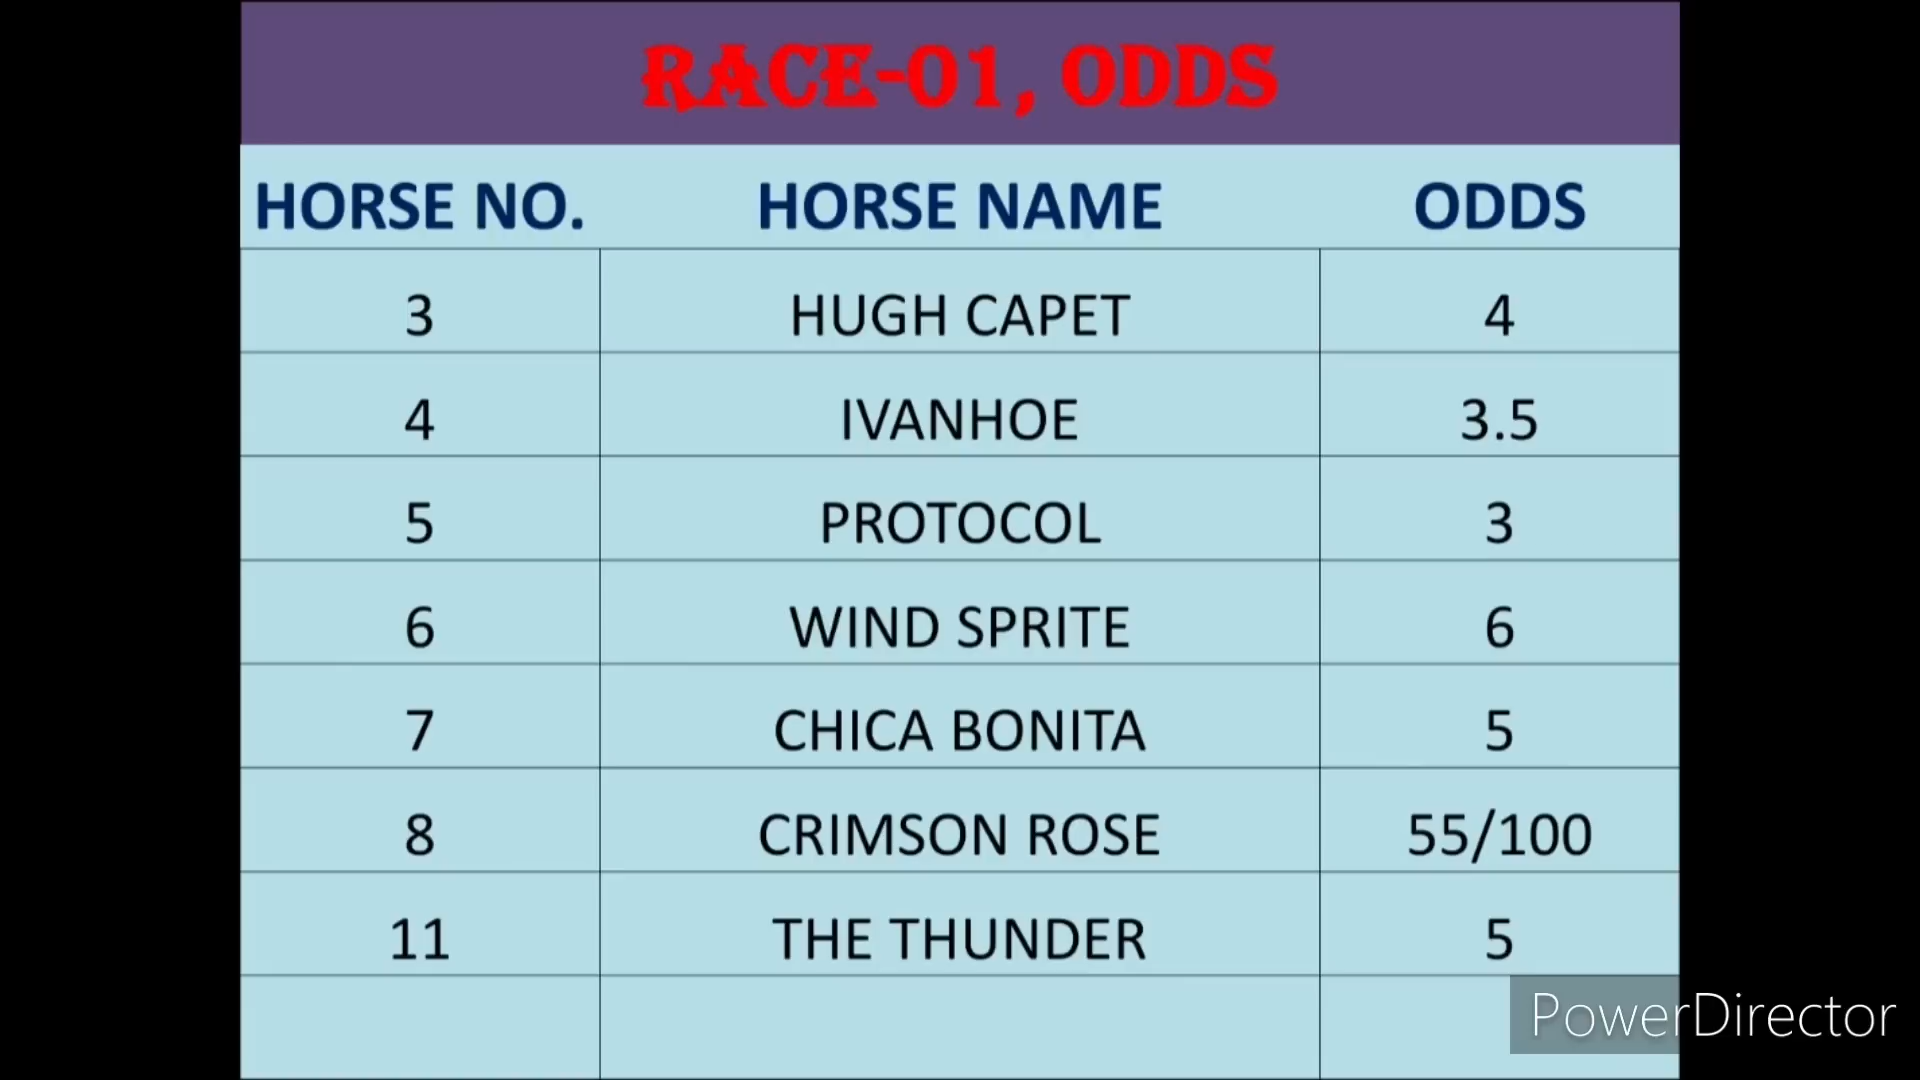 RACE-01, ODDS
HORSE NO. HORSE NAME ODDS
3 HUGH CAPET 4
4 IVANHOE 3.5
5 PROTOCOL 3
6 WIND SPRITE 6
7 CHICA BONITA 5
8 CRIMSON ROSE 55/100
11 THE THUNDER 5
PowerDirector